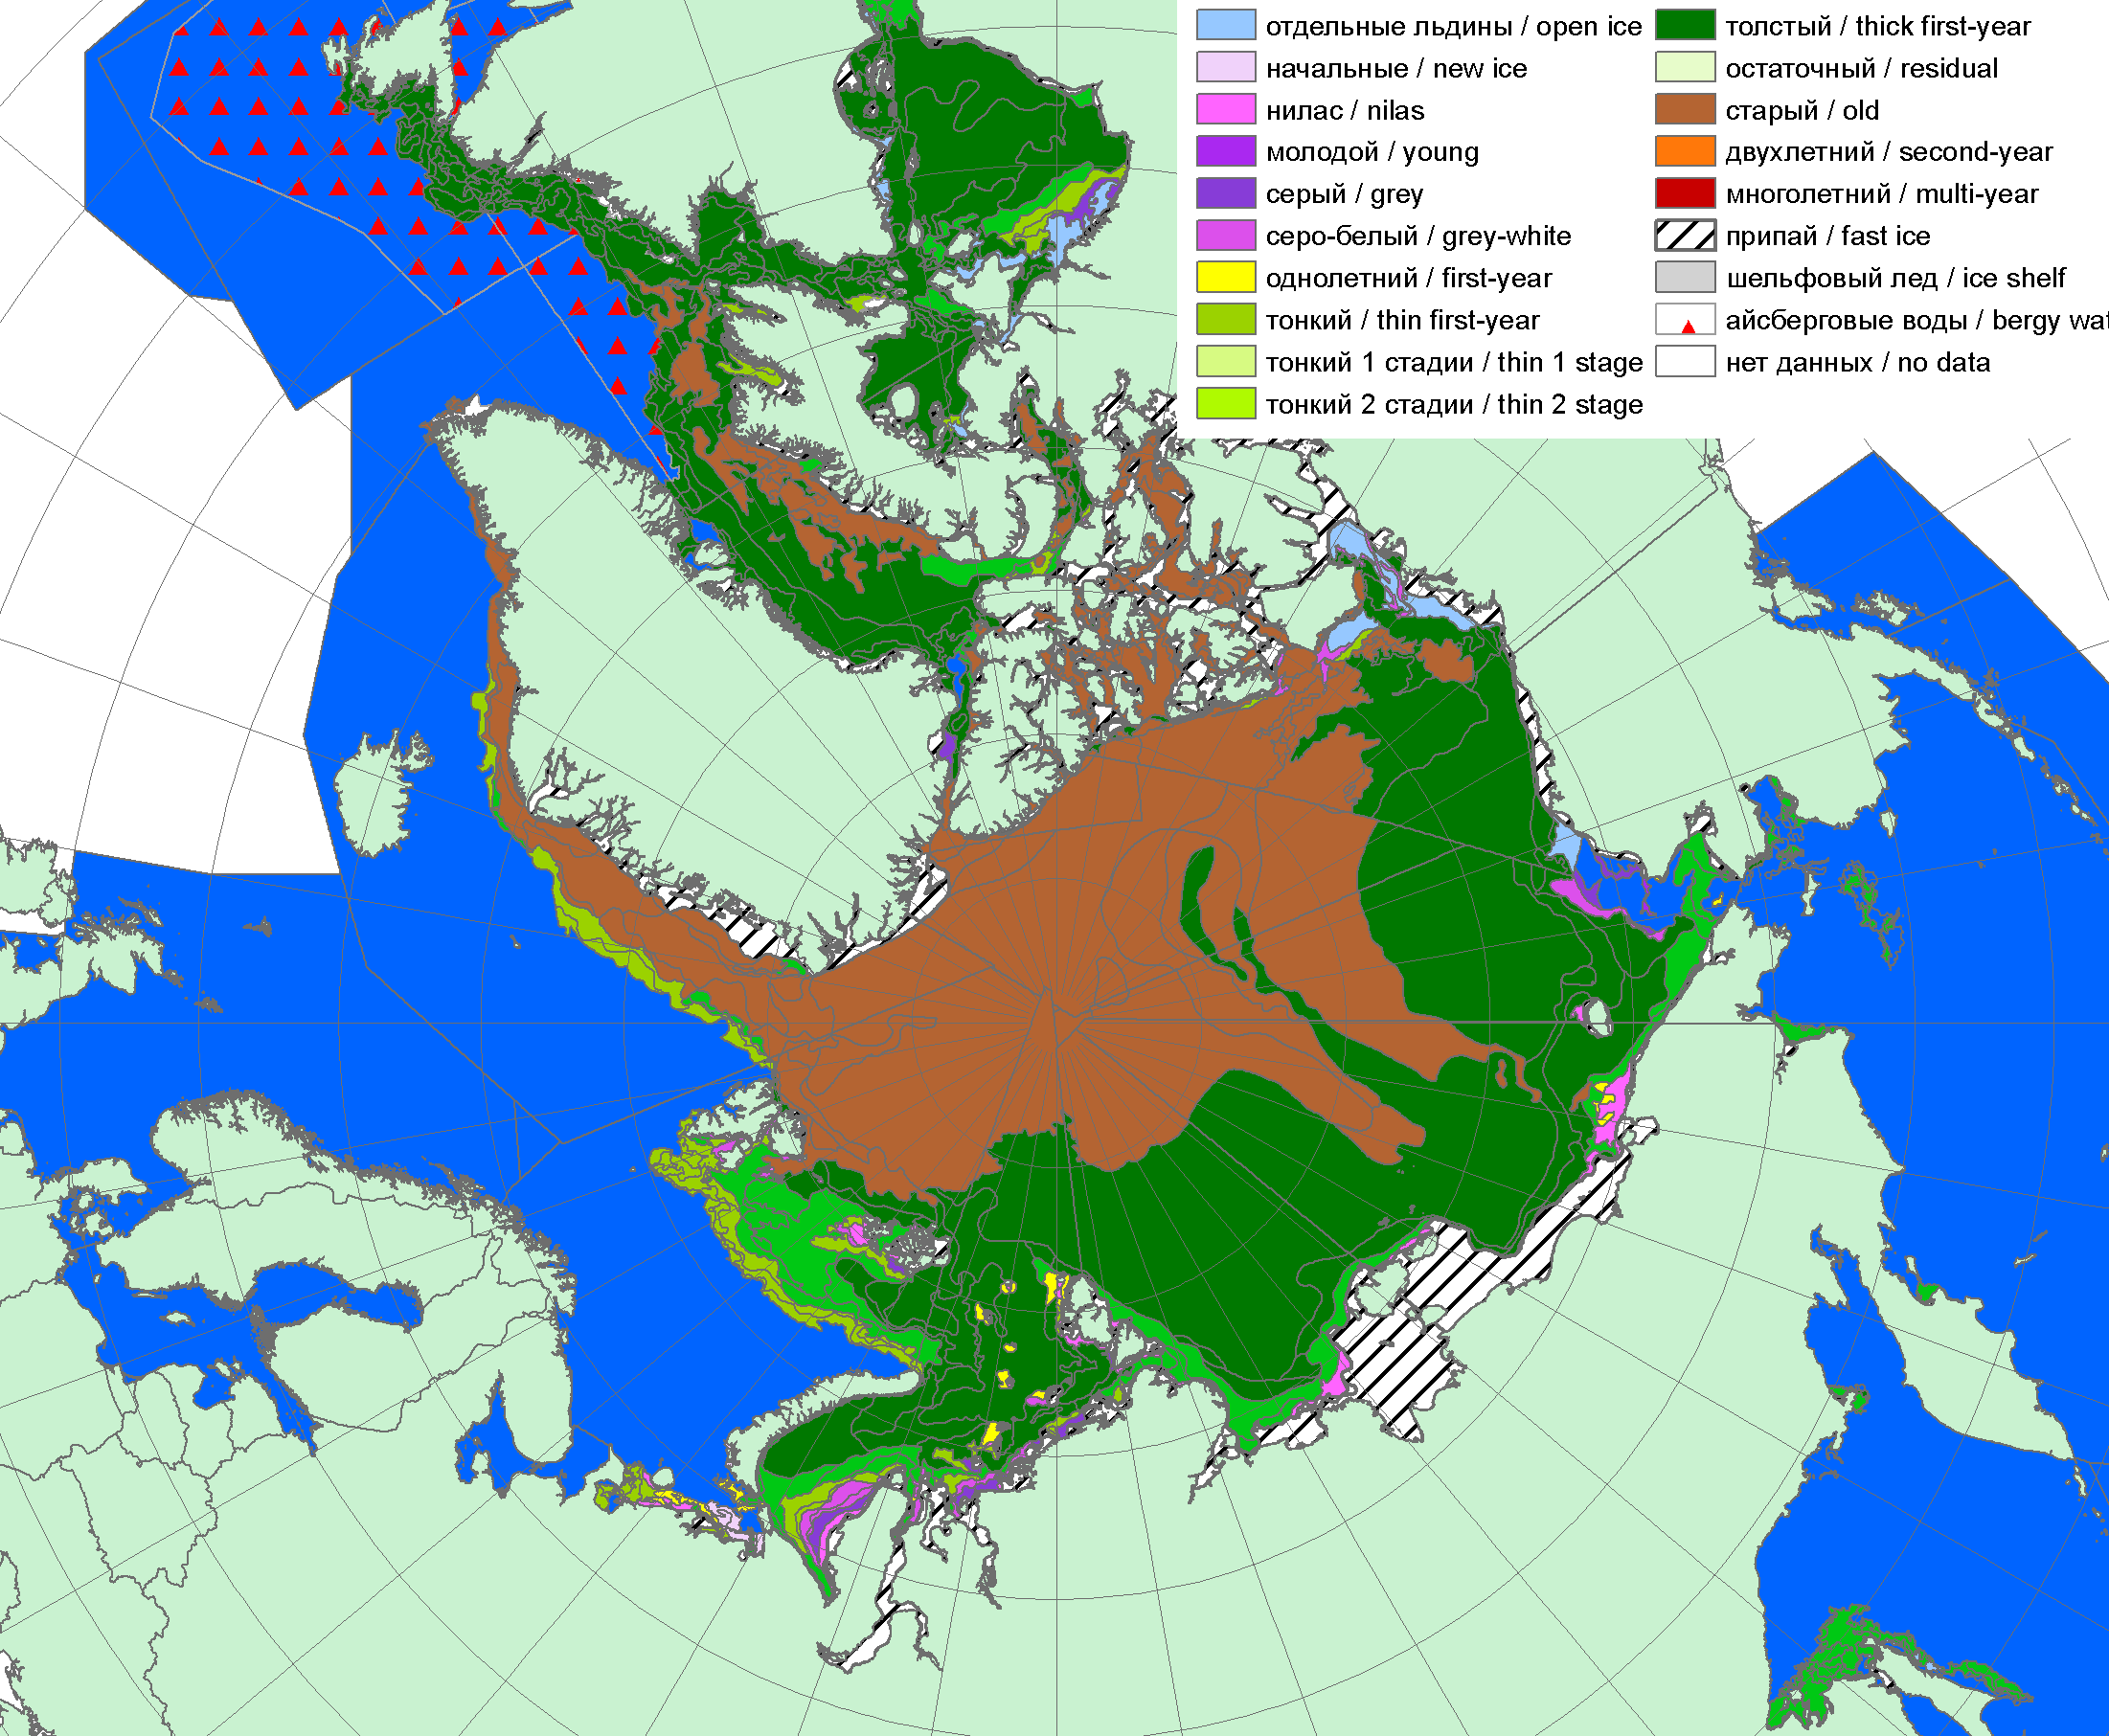 отдельные льдины / open ice
начальные / new ice
нилас / nilas
молодой / young
серый / grey
серо-белый / grey-white
однолетний / first-year
тонкий / thin first-year
тонкий 1 стадии / thin 1 stage
тонкий 2 стадии / thin 2 stage
толстый / thick first-year
остаточный / residual
старый / old
двухлетний / second-year
многолетний / multi-year
припай / fast ice
шельфовый лед / ice shelf
айсберговые воды / bergy wat
нет данных / no data